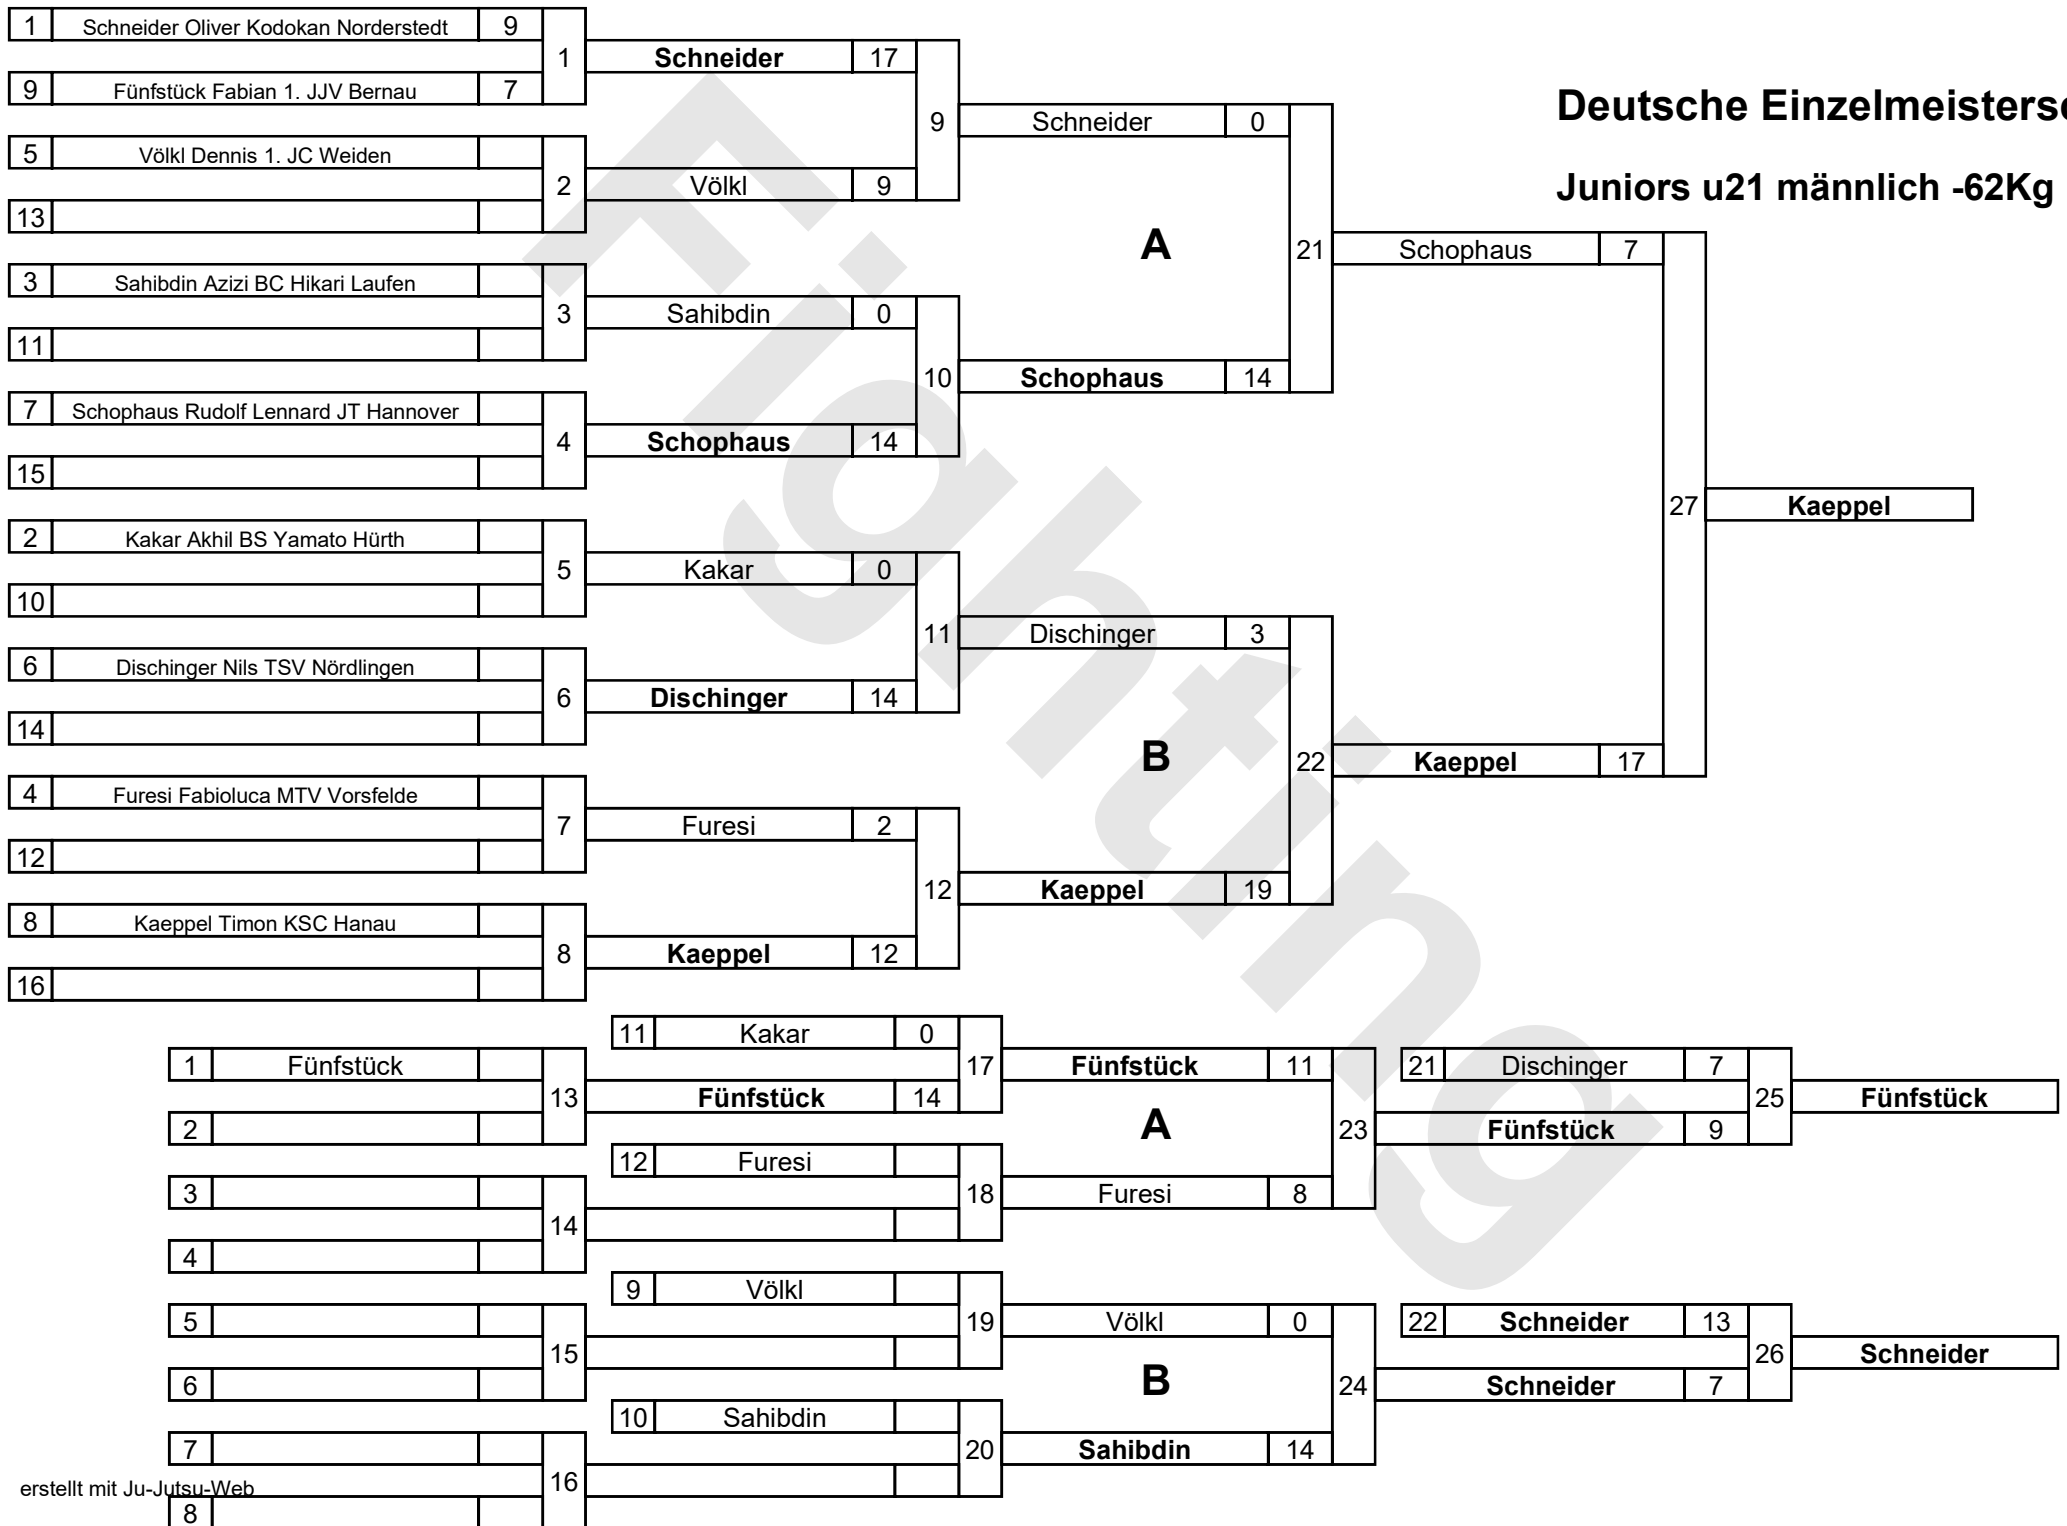 Deutsche Einzelmeistersc
Juniors u21 männlich -62Kg
1 Schneider Oliver Kodokan Norderstedt 9
9 Fünfstück Fabian 1. JJV Bernau 7
1
5 Völkl Dennis 1. JC Weiden
13
2
3 Sahibdin Azizi BC Hikari Laufen
11
3
7 Schophaus Rudolf Lennard JT Hannover
15
4
2 Kakar Akhil BS Yamato Hürth
10
5
6 Dischinger Nils TSV Nördlingen
14
6
4 Furesi Fabioluca MTV Vorsfelde
12
7
8 Kaeppel Timon KSC Hanau
16
8
Schneider 17
Völkl 9
9
Sahibdin 0
Schophaus 14
10
Kakar 0
Dischinger 14
11
Furesi 2
Kaeppel 12
12
Schneider 0
A
Schophaus 14
21
Dischinger 3
B
Kaeppel 19
22
Schophaus 7
Kaeppel 17
27
Kaeppel
1 Fünfstück
2
13
3
4
14
5
6
15
7
8
16
11 Kakar 0
Fünfstück 14
17
12 Furesi
18
9 Völkl
19
10 Sahibdin
20
Fünfstück 11
A
Furesi 8
23
Völkl 0
B
Sahibdin 14
24
21 Dischinger 7
Fünfstück 9
25
Fünfstück
22 Schneider 13
Schneider 7
26
Schneider
erstellt mit Ju-Jutsu-Web
Fighting